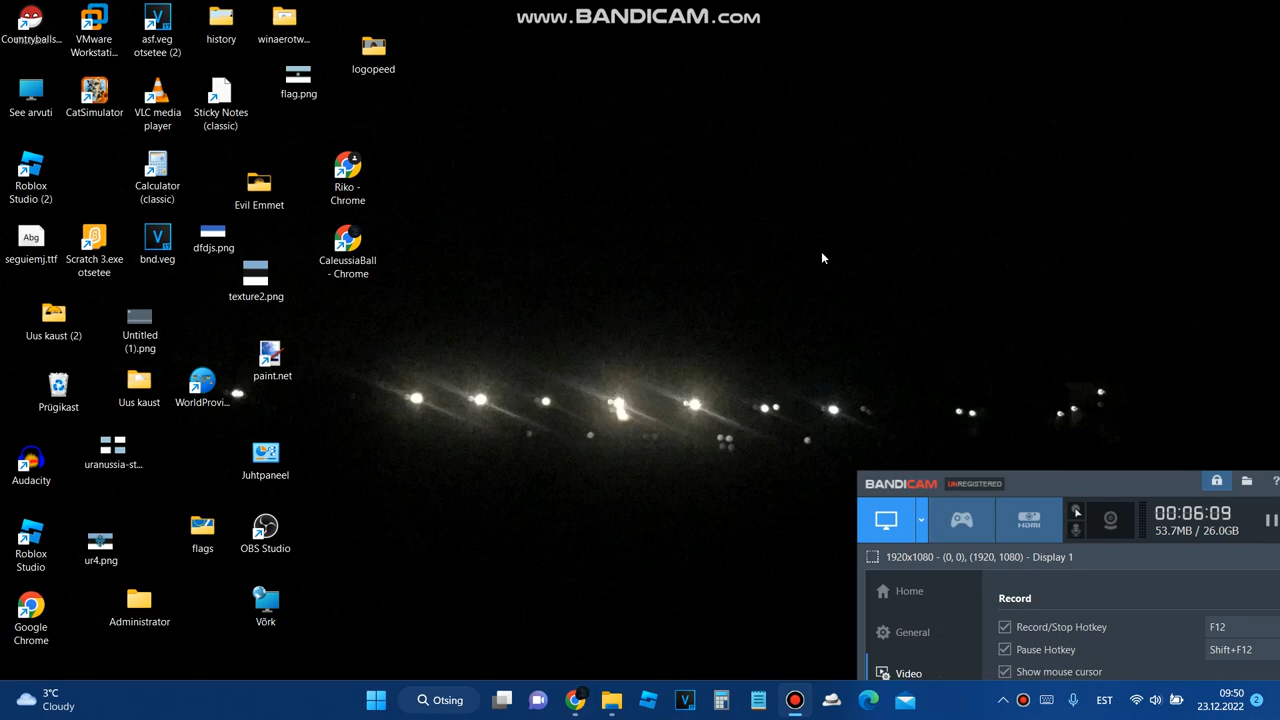 www.BANDICAM.com
Countryballs...
VMware
Workstati...
asf.veg
otsetee (2)
history
winaerotw...
logopeed
flag.png
See arvuti
CatSimulator
VLC media
player
Sticky Notes
(classic)
Roblox
Studio (2)
Calculator
(classic)
Evil Emmet
Riko -
Chrome
Abg
seguiemj.ttf
Scratch 3.exe
otsetee
bnd.veg
dfdjs.png
CaleussiaBall
- Chrome
texture2.png
Uus kaust (2)
Untitled
(1).png
paint.net
Prügikast
Uus kaust
WorldProvi...
uranussia-st...
Juhtpaneel
Audacity
Roblox
Studio
ur4.png
flags
OBS Studio
Google
Chrome
Administrator
Võrk
BANDICAM
UNREGISTERED
HDMI
00:06:09
53.7MB / 26.0GB
1920x1080 - (0, 0), (1920, 1080) - Display 1
Home
General
Video
Record
Record/Stop Hotkey
F12
Pause Hotkey
Shift+F12
Show mouse cursor
3°C
Cloudy
Otsing
EST
09:50
23.12.2022
2